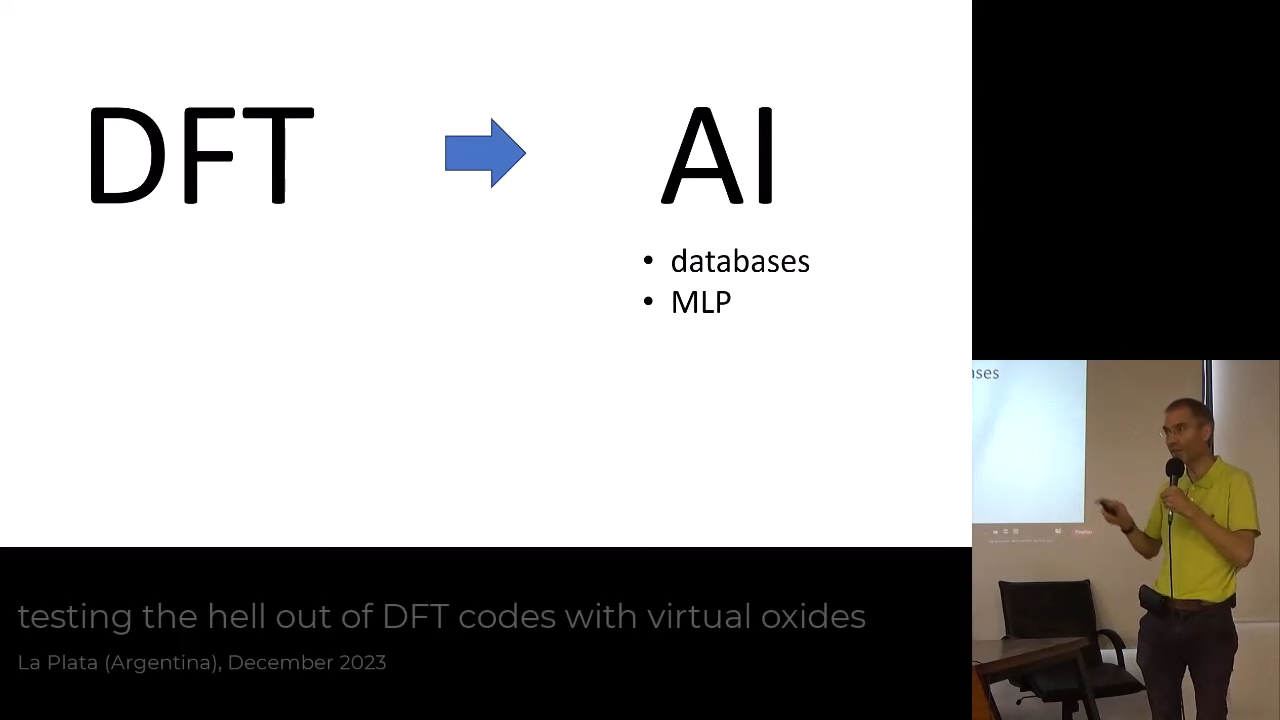 DFT
AI
• databases
• MLP
ases
testing the hell out of DFT codes with virtual oxides
La Plata (Argentina), December 2023